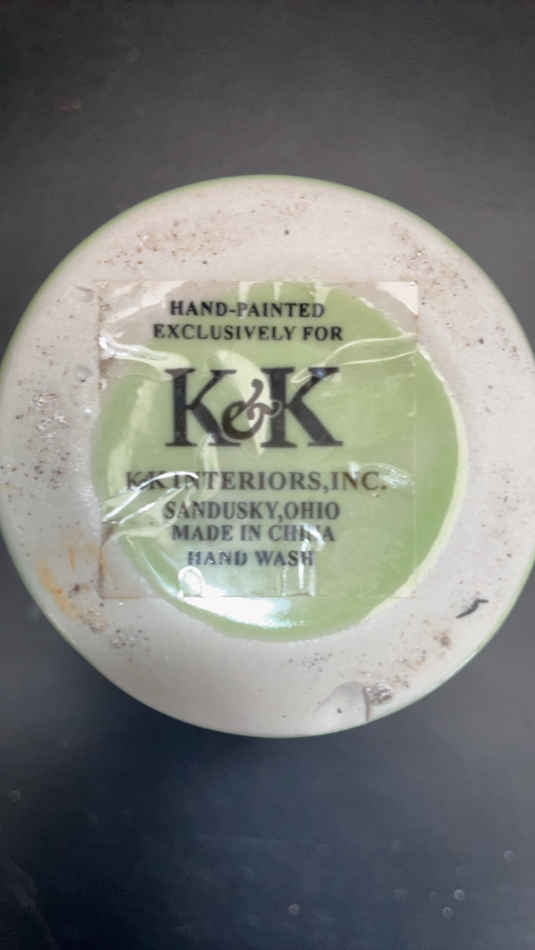 HAND-PAINTED
EXCLUSIVELY FOR
K&K
K.K INTERIORS, INC.
SANDUSKY, OHIO
MADE IN CHINA
HAND WASH